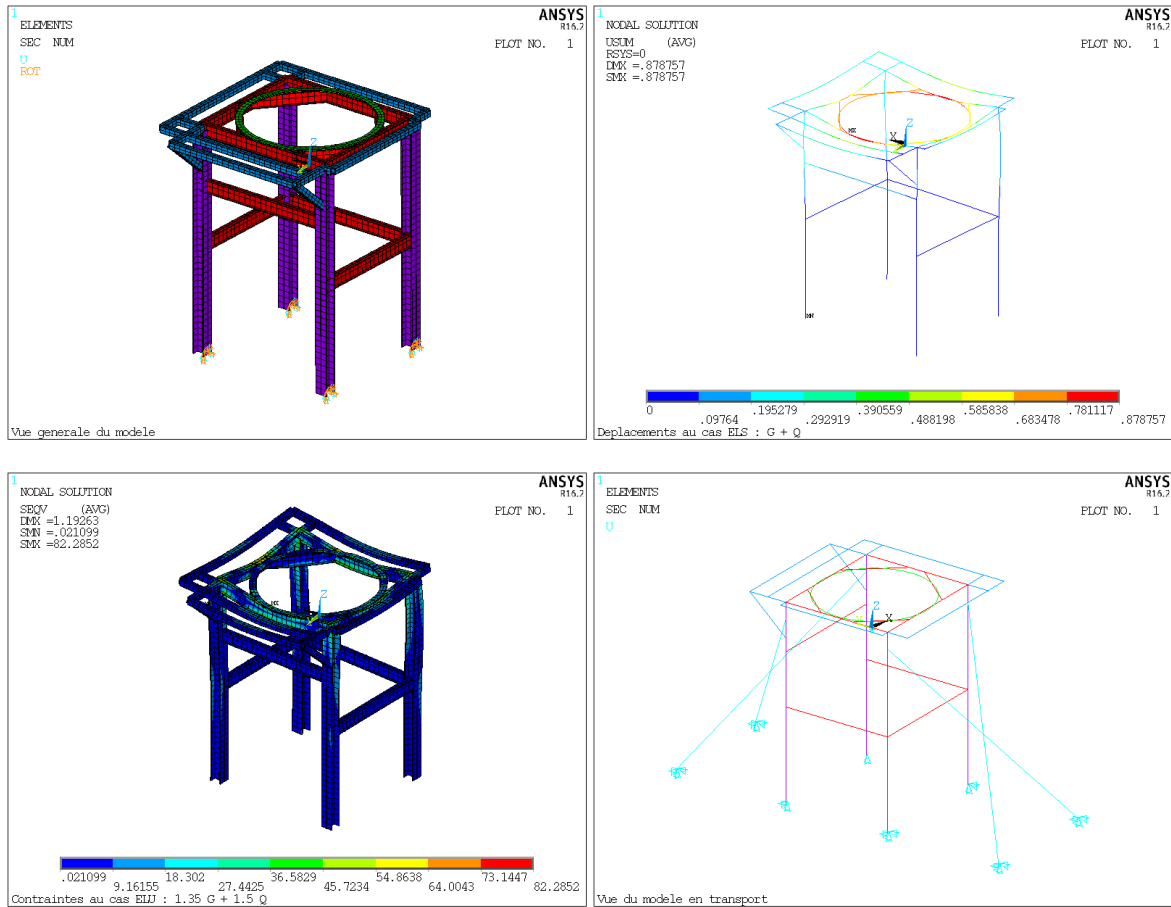 1
ANSYS
R16.2
ELEMENTS
SEC NUM
U
ROT
PLOT NO. 1
Z
Vue generale du modele
1
ANSYS
R16.2
NODAL SOLUTION
USUM (AVG)
RSYS=0
DMX =.878757
SMX =.878757
PLOT NO. 1
MX
X
Z
MN
0 .195279 .390559 .585838 .781117
.09764 .292919 .488198 .683478 .878757
Deplacements au cas ELS : G + Q
1
ANSYS
R16.2
NODAL SOLUTION
SEQV (AVG)
DMX =1.19263
SMN =.021099
SMX =82.2852
PLOT NO. 1
MX
Z
.021099 18.302 36.5829 54.8638 73.1447
9.16155 27.4425 45.7234 64.0043 82.2852
Contraintes au cas ELU : 1.35 G + 1.5 Q
1
ANSYS
R16.2
ELEMENTS
SEC NUM
U
PLOT NO. 1
Z
Y
X
Vue du modele en transport